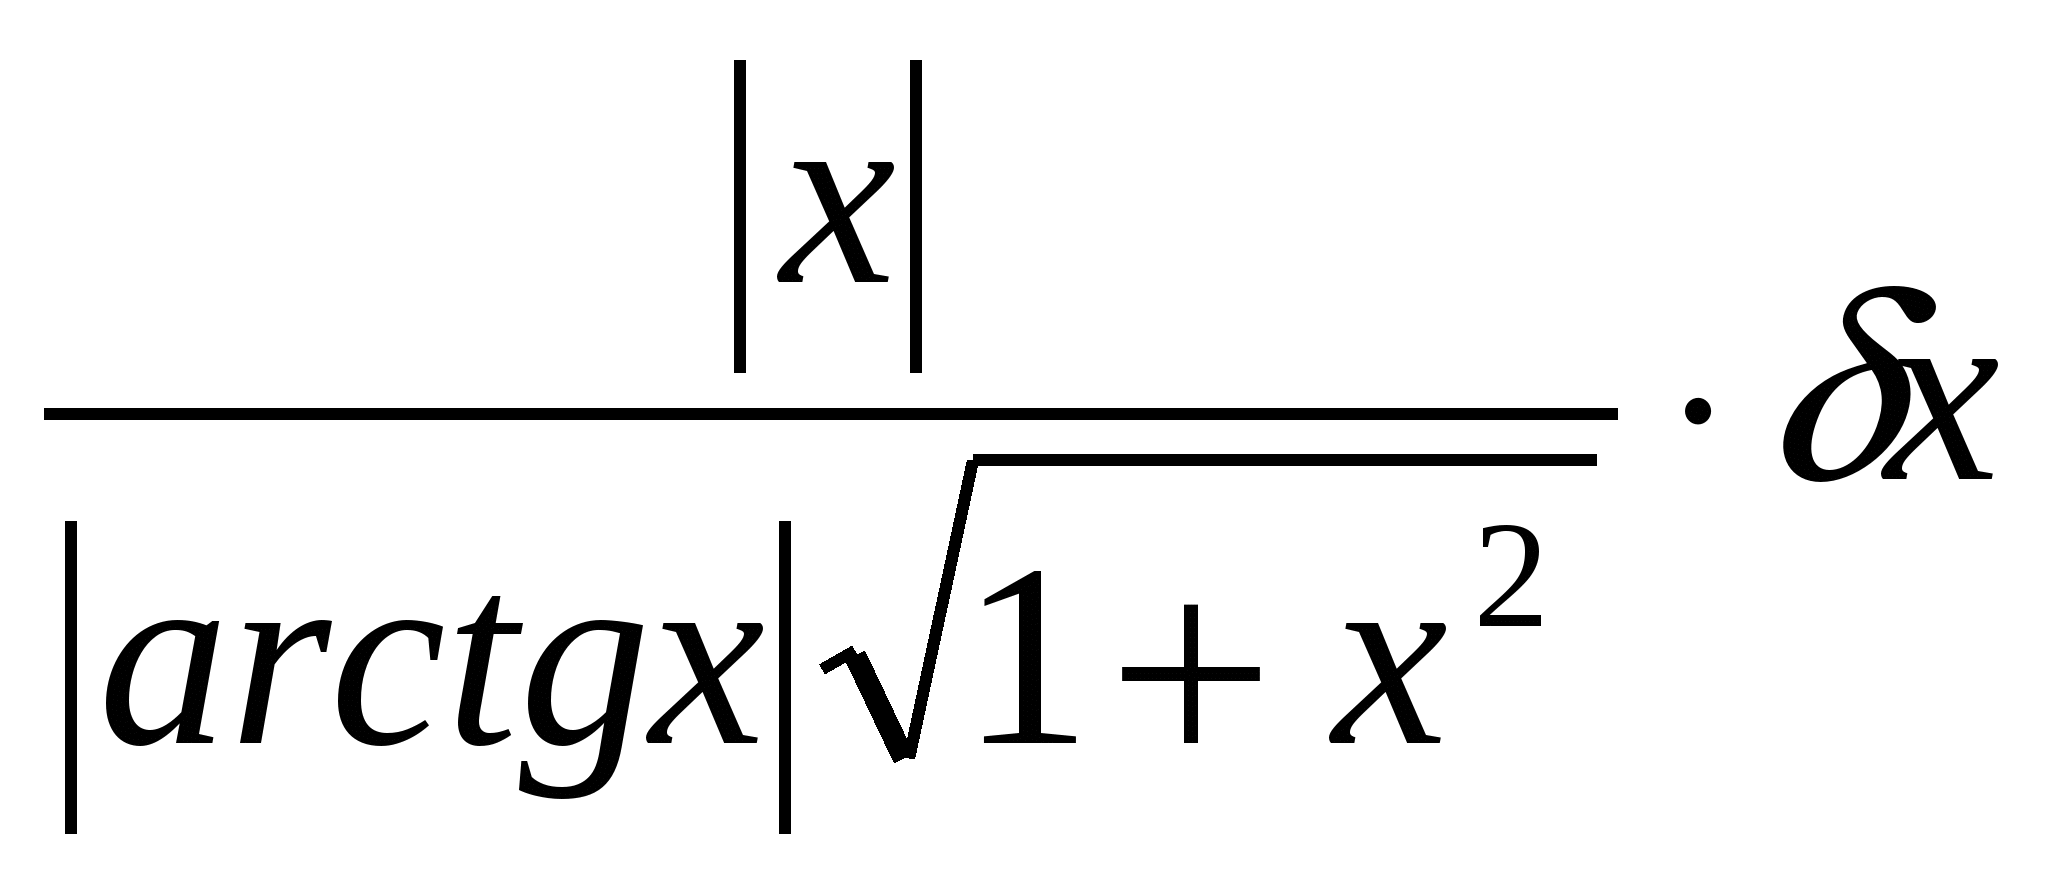 |x|
|arctgx|√1+x² · δx